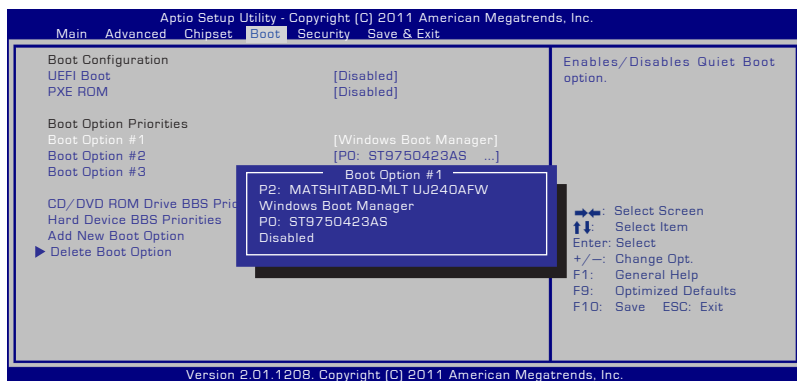 Aptio Setup Utility - Copyright (C) 2011 American Megatrends, Inc.
Main Advanced Chipset Boot Security Save & Exit
Boot Configuration
UEFI Boot [Disabled]
PXE ROM [Disabled]
Boot Option Priorities
Boot Option #1 [Windows Boot Manager]
Boot Option #2 [P0: ST9750423AS ...]
Boot Option #3
CD/DVD ROM Drive BBS Prio
Hard Device BBS Priorities
Add New Boot Option
Delete Boot Option
Boot Option #1
P2: MATSHITABD-MLT UJ240AFW
Windows Boot Manager
P0: ST9750423AS
Disabled
Enables/Disables Quiet Boot
option.
→←: Select Screen
↑↓: Select Item
Enter: Select
+/—: Change Opt.
F1: General Help
F9: Optimized Defaults
F10: Save ESC: Exit
Version 2.01.1208. Copyright (C) 2011 American Megatrends, Inc.